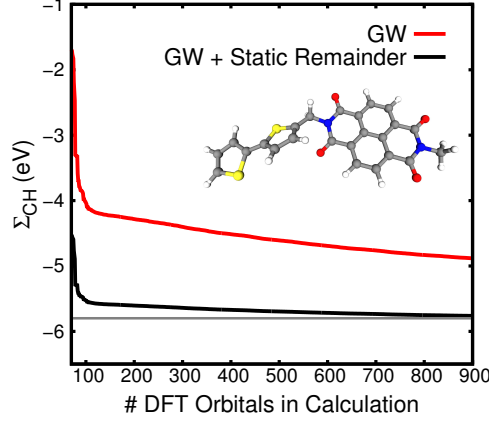 GW
GW + Static Remainder
Σ_CH (eV)
−1
−2
−3
−4
−5
−6
100 200 300 400 500 600 700 800 900
# DFT Orbitals in Calculation